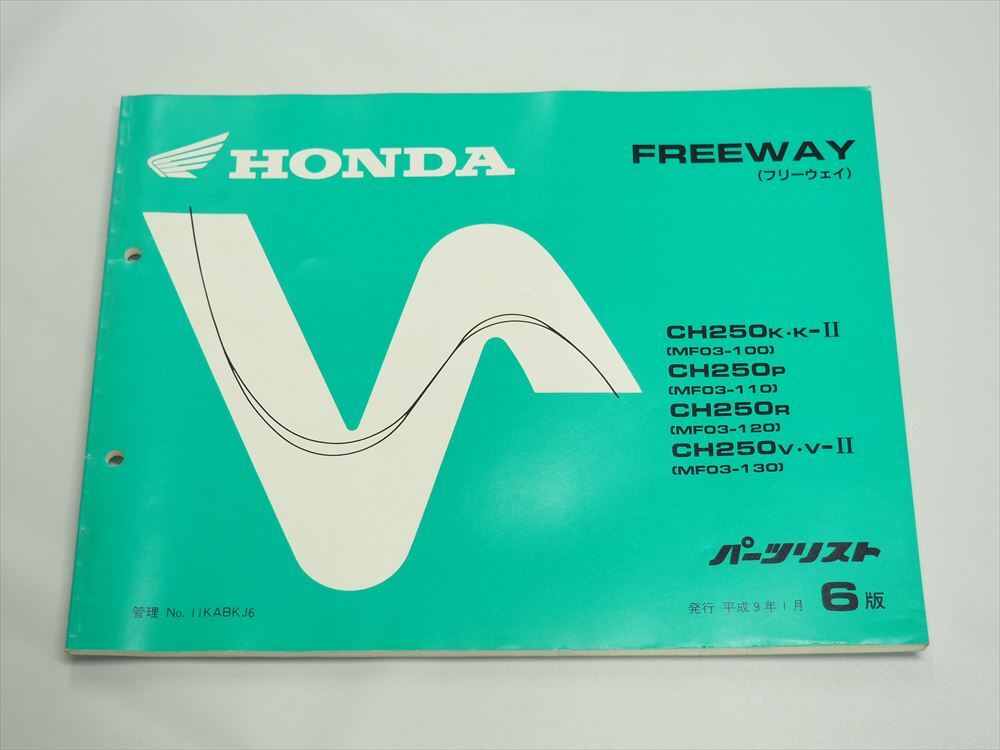 HONDA
FREEWAY
(フリーウェイ)
CH250K・K-II
(MF03-100)
CH250P
(MF03-110)
CH250R
(MF03-120)
CH250V・V-II
(MF03-130)
パーツリスト
管理 No. 11KABKJ6
発行 平成9年1月 6版